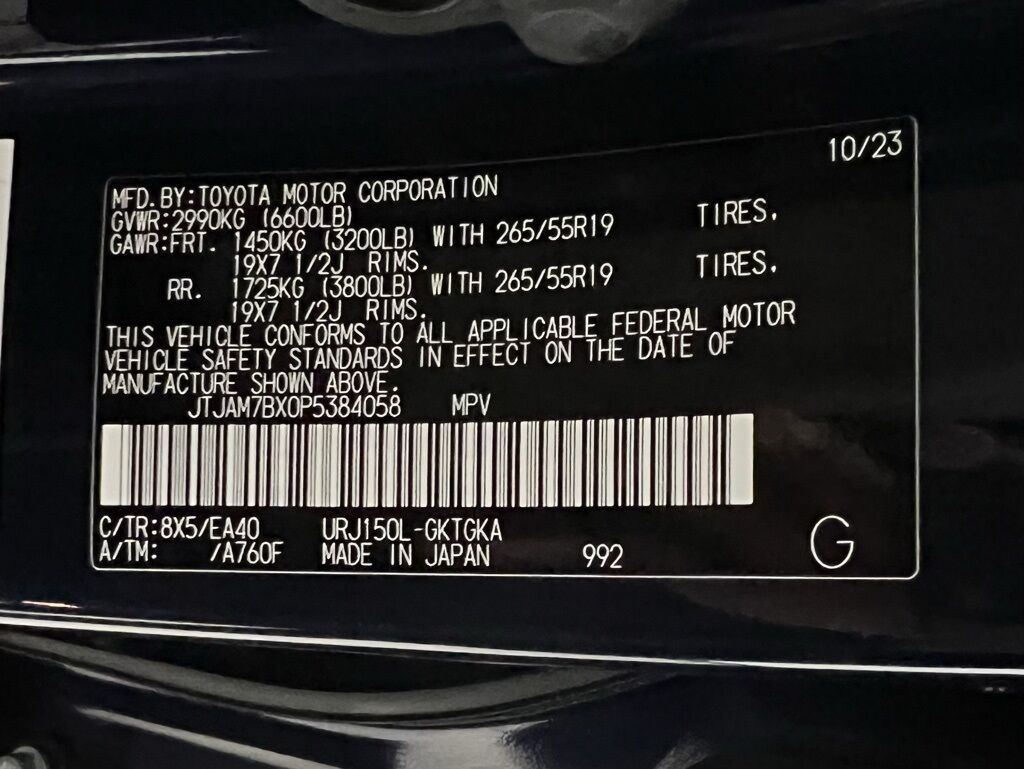 10/23
MFD.BY:TOYOTA MOTOR CORPORATION
GVWR:2990KG (6600LB)
GAWR:FRT. 1450KG (3200LB) WITH 265/55R19 TIRES.
19X7 1/2J RIMS.
RR. 1725KG (3800LB) WITH 265/55R19 TIRES.
19X7 1/2J RIMS.
THIS VEHICLE CONFORMS TO ALL APPLICABLE FEDERAL MOTOR
VEHICLE SAFETY STANDARDS IN EFFECT ON THE DATE OF
MANUFACTURE SHOWN ABOVE.
JTJAM7BX0P5384058 MPV
C/TR:8X5/EA40 URJ150L-GKTGKA
A/TM: /A760F MADE IN JAPAN 992 G